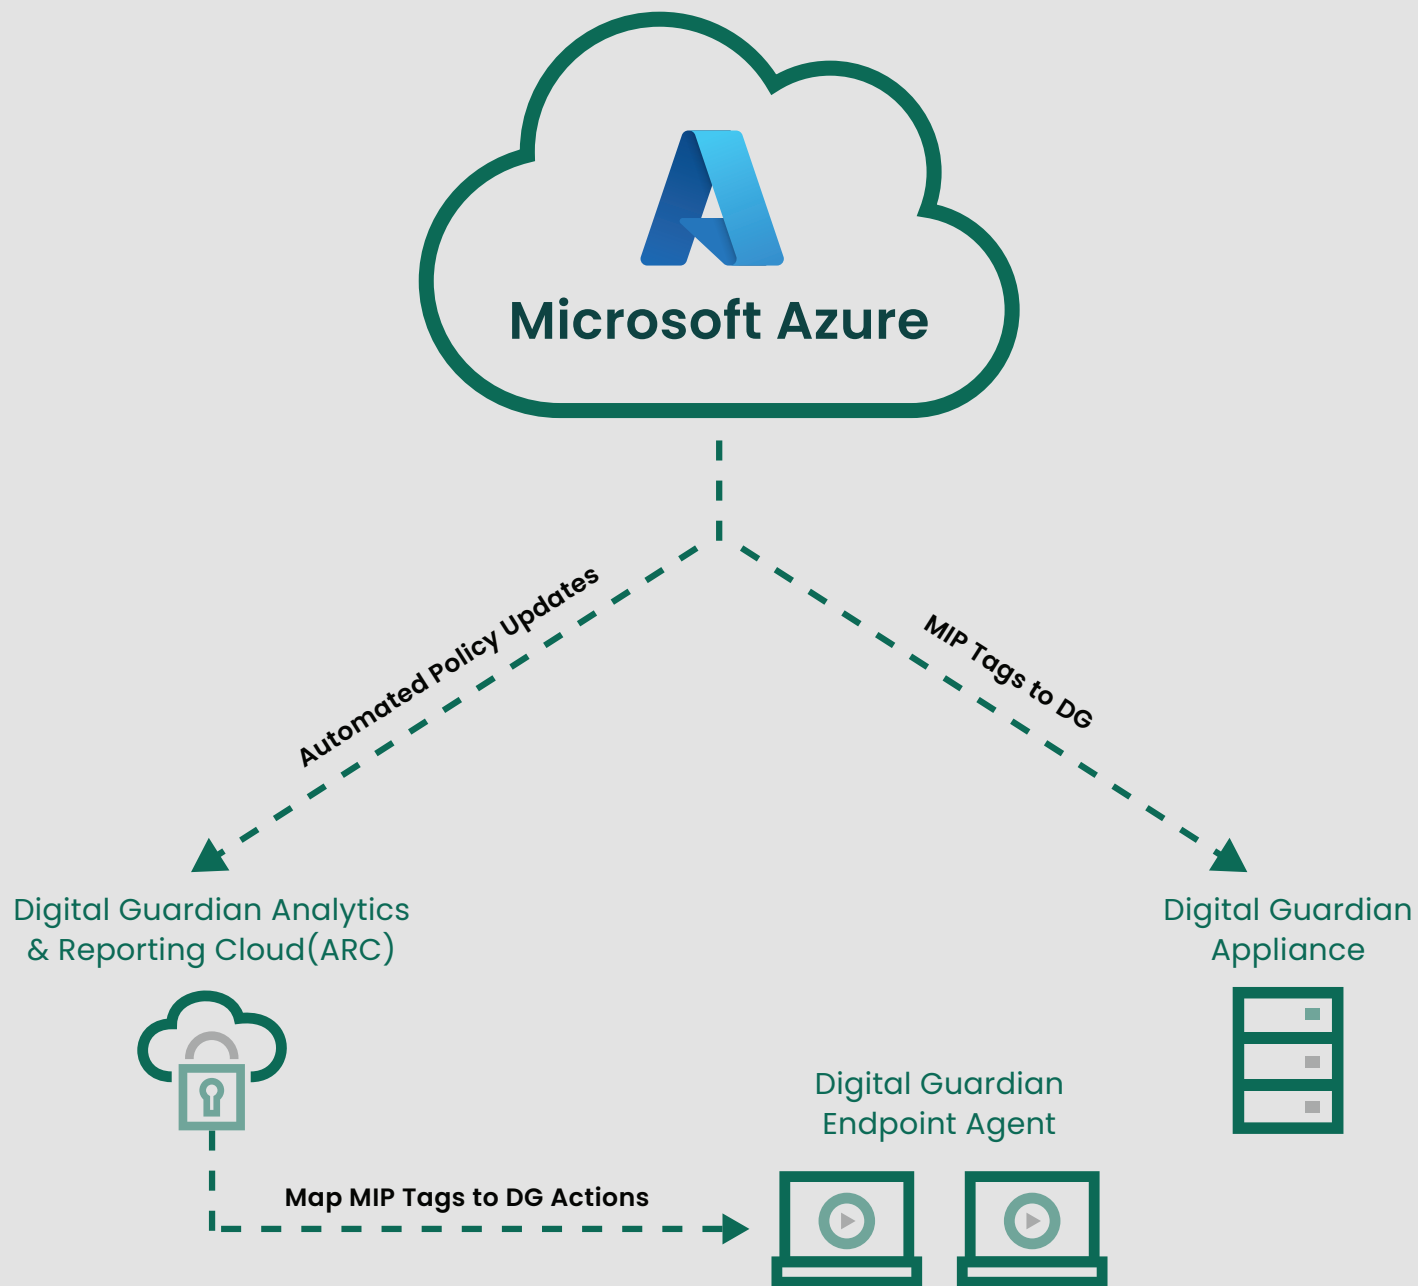 Microsoft Azure
Automated Policy Updates
MIP Tags to DG
Digital Guardian Analytics
& Reporting Cloud(ARC)
Digital Guardian
Appliance
Digital Guardian
Endpoint Agent
Map MIP Tags to DG Actions